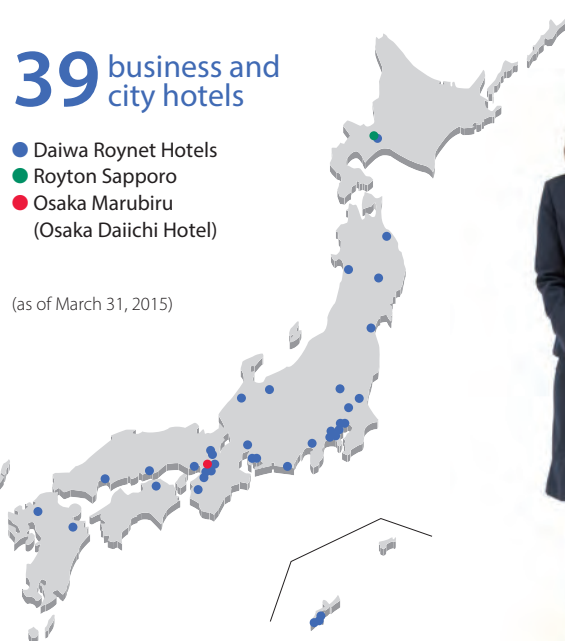 39 business and
city hotels
Daiwa Roynet Hotels
Royton Sapporo
Osaka Marubiru
(Osaka Daiichi Hotel)
(as of March 31, 2015)